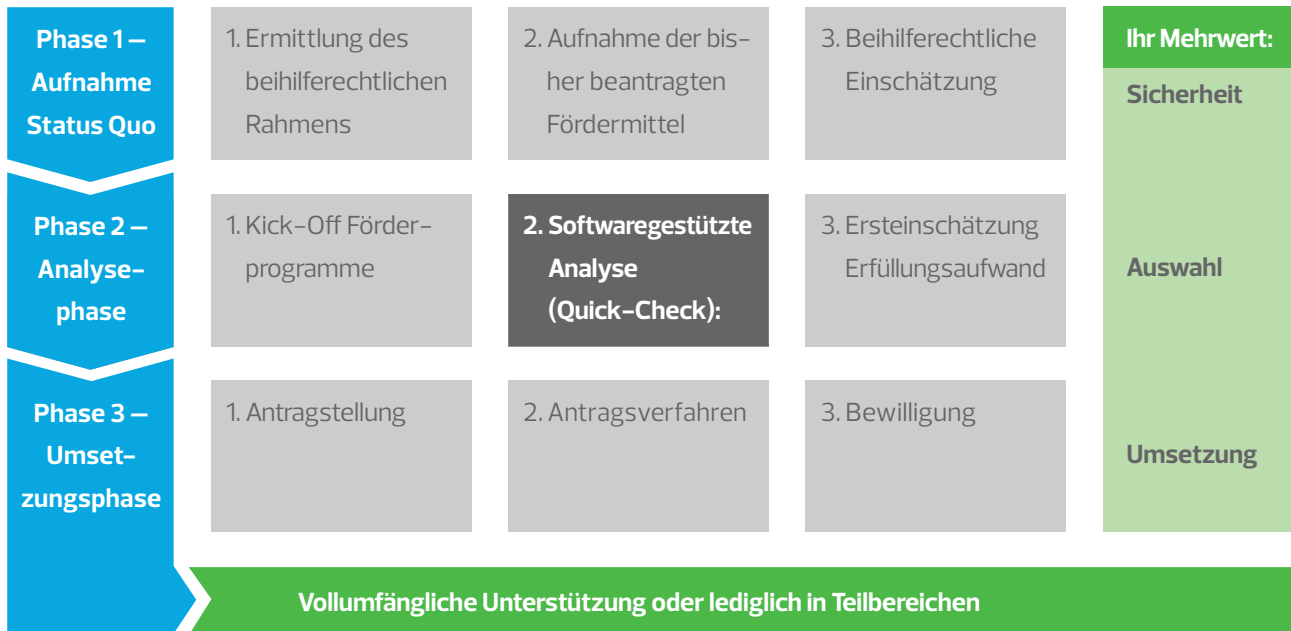 Phase 1 –
Aufnahme
Status Quo
1. Ermittlung des
beihilferechtlichen
Rahmens
2. Aufnahme der bis-
her beantragten
Fördermittel
3. Beihilferechtliche
Einschätzung
Ihr Mehrwert:
Sicherheit
Phase 2 –
Analyse-
phase
1. Kick-Off Förder-
programme
2. Softwaregestützte
Analyse
(Quick-Check):
3. Ersteinschätzung
Erfüllungsaufwand
Auswahl
Phase 3 –
Umset-
zungsphase
1. Antragstellung
2. Antragsverfahren
3. Bewilligung
Umsetzung
Vollumfängliche Unterstützung oder lediglich in Teilbereichen